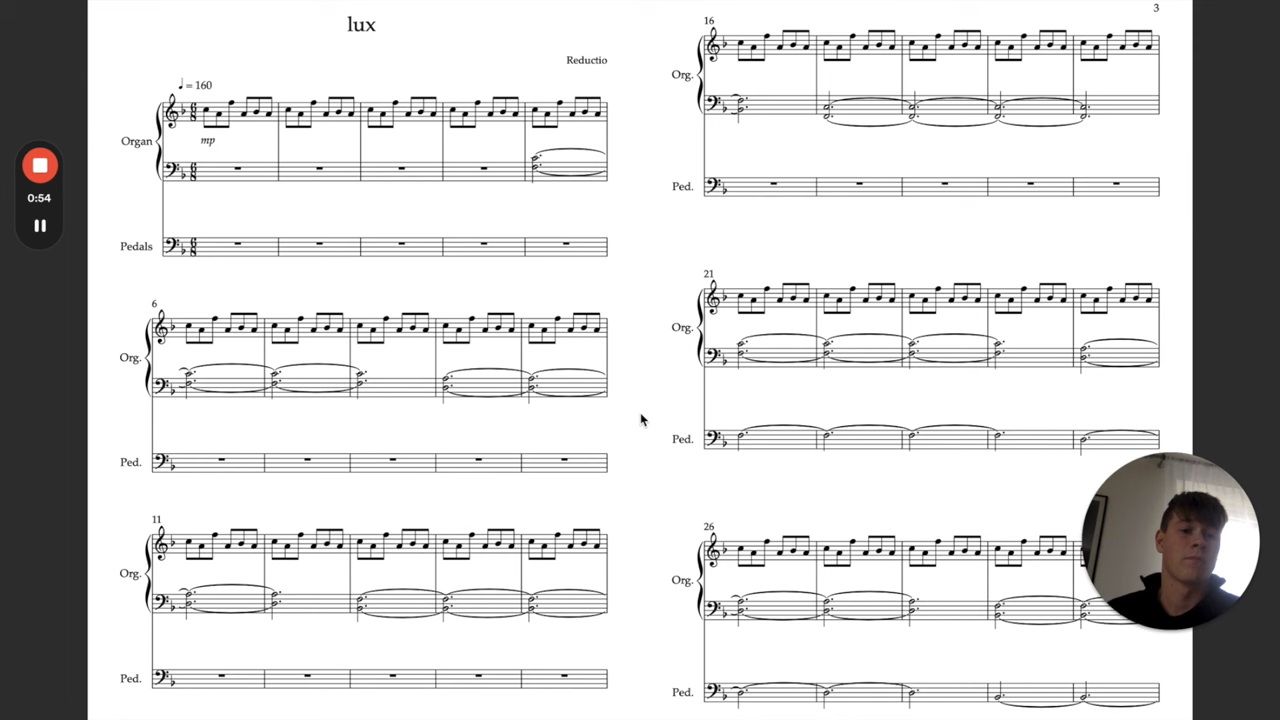 lux
Reductio
♩ = 160
Organ
mp
Pedals
6
Org.
Ped.
11
Org.
Ped.
3
16
Org.
Ped.
21
Org.
Ped.
26
Org.
Ped.
0:54